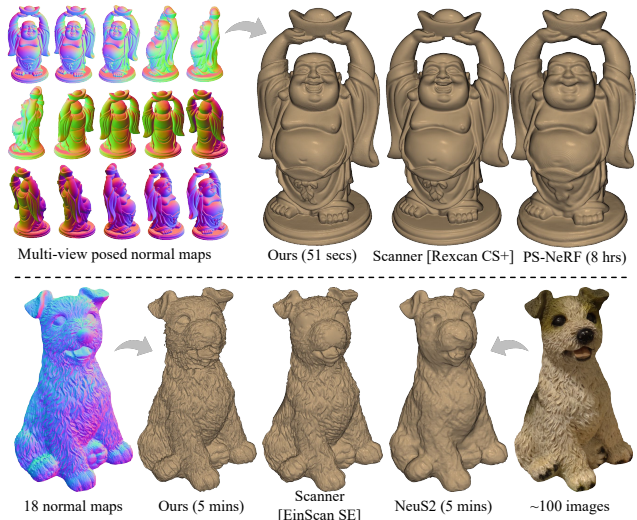 Multi-view posed normal maps
Ours (51 secs)
Scanner [Rexcan CS+]
PS-NeRF (8 hrs)
18 normal maps
Ours (5 mins)
Scanner
[EinScan SE]
NeuS2 (5 mins)
~100 images